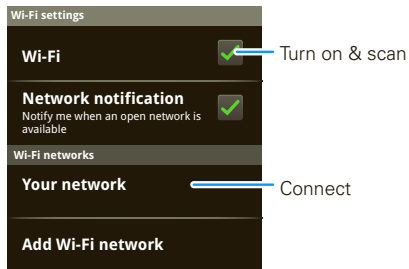 Wi-Fi settings
Wi-Fi
Turn on & scan
Network notification
Notify me when an open network is
available
Wi-Fi networks
Your network
Connect
Add Wi-Fi network